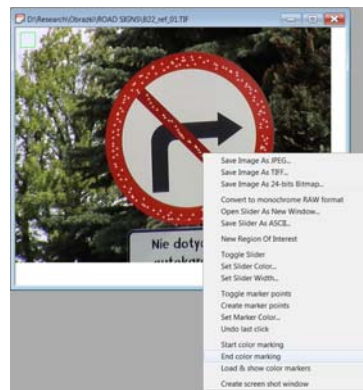 D:\Research\Obrazki\ROAD SIGNS\B22_ref_01.TIF
Nie dotyc
Save Image As JPEG...
Save Image As TIFF...
Save Image As 24-bits Bitmap...
Convert to monochrome RAW format
Open Slider As New Window...
Save Slider As ASCII...
New Region Of Interest
Toggle Slider
Set Slider Color...
Set Slider Width...
Toggle marker points
Create marker points
Set Marker Color...
Undo last click
Start color marking
End color marking
Load & show color markers
Create screen shot window